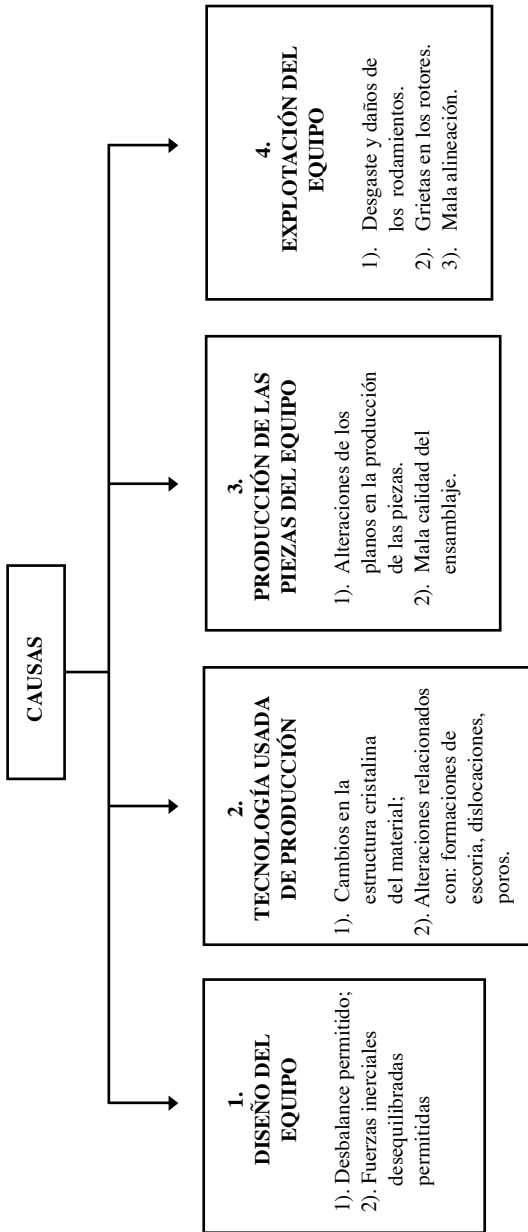 CAUSAS
1.
DISEÑO DEL
EQUIPO
1). Desbalance permitido;
2). Fuerzas inerciales
desequilibradas
permitidas
2.
TECNOLOGÍA USADA
DE PRODUCCIÓN
1). Cambios en la
estructura cristalina
del material;
2). Alteraciones relacionados
con: formaciones de
escoria, dislocaciones,
poros.
3.
PRODUCCIÓN DE LAS
PIEZAS DEL EQUIPO
1). Alteraciones de los
planos en la producción
de las piezas.
2). Mala calidad del
ensamblaje.
4.
EXPLOTACIÓN DEL
EQUIPO
1). Desgaste y daños de
los rodamientos.
2). Grietas en los rotores.
3). Mala alineación.